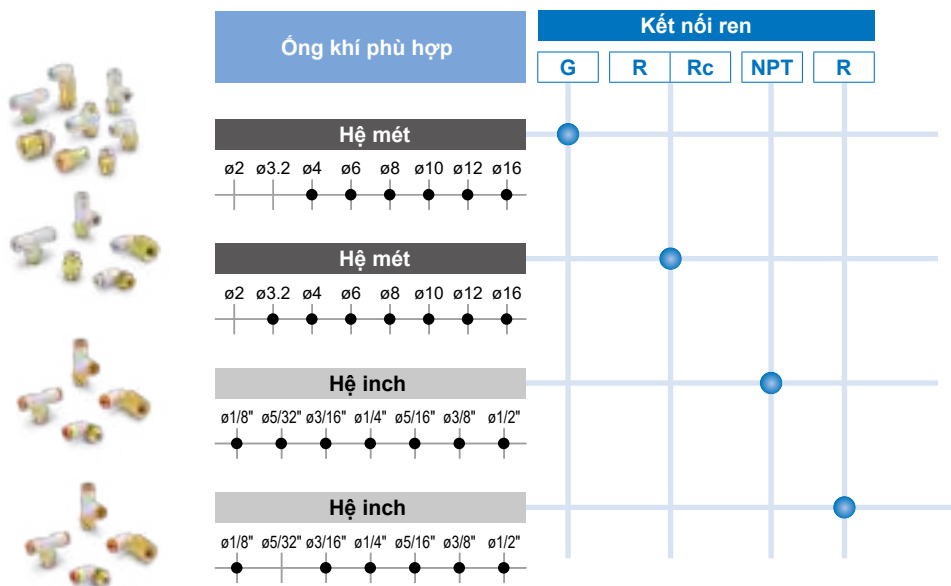 Ống khí phù hợp
Kết nối ren
G R Rc NPT R
Hệ mét
ø2 ø3.2 ø4 ø6 ø8 ø10 ø12 ø16
Hệ mét
ø2 ø3.2 ø4 ø6 ø8 ø10 ø12 ø16
Hệ inch
ø1/8" ø5/32" ø3/16" ø1/4" ø5/16" ø3/8" ø1/2"
Hệ inch
ø1/8" ø5/32" ø3/16" ø1/4" ø5/16" ø3/8" ø1/2"